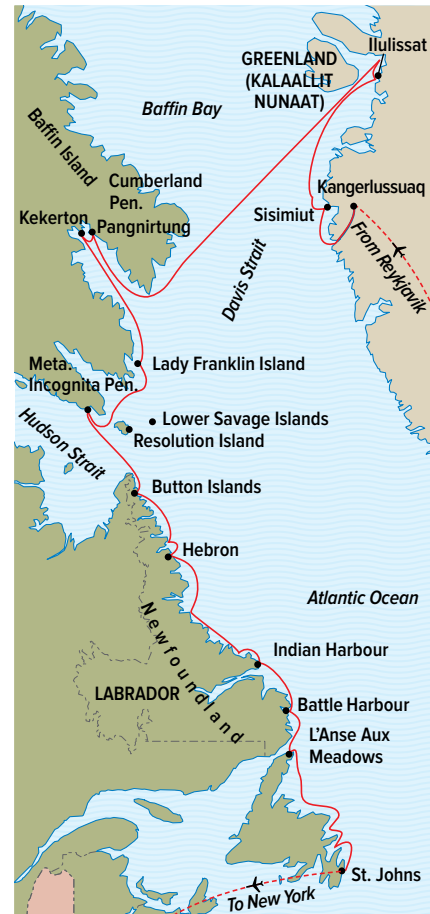 Ilulissat
GREENLAND
(KALAALLIT
NUNAAT)
Baffin Bay
Baffin Island
Cumberland
Pen.
Kangerlussuaq
Kekerton
Pangnirtung
Sisimiut
From Reykjavik
Davis Strait
Lady Franklin Island
Meta.
Incognita Pen.
Lower Savage Islands
Resolution Island
Hudson Strait
Button Islands
Hebron
Atlantic Ocean
Newfoundland
Indian Harbour
LABRADOR
Battle Harbour
L'Anse Aux
Meadows
St. Johns
To New York